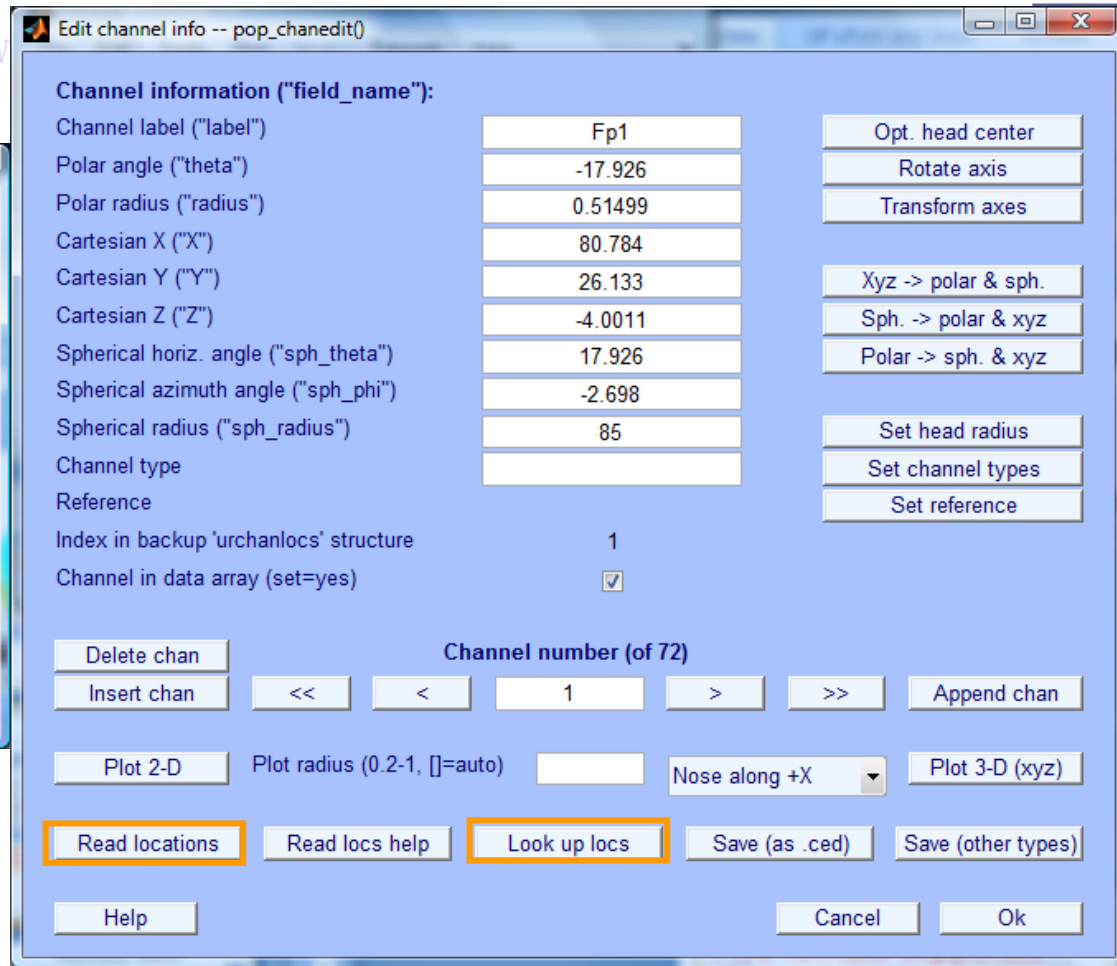 Edit channel info -- pop_chanedit()
Channel information ("field_name"):
Channel label ("label") Fp1 Opt. head center
Polar angle ("theta") -17.926 Rotate axis
Polar radius ("radius") 0.51499 Transform axes
Cartesian X ("X") 80.784
Cartesian Y ("Y") 26.133 Xyz -> polar & sph.
Cartesian Z ("Z") -4.0011 Sph. -> polar & xyz
Spherical horiz. angle ("sph_theta") 17.926 Polar -> sph. & xyz
Spherical azimuth angle ("sph_phi") -2.698
Spherical radius ("sph_radius") 85 Set head radius
Channel type Set channel types
Reference Set reference
Index in backup 'urchanlocs' structure 1
Channel in data array (set=yes)
Delete chan Channel number (of 72)
Insert chan << < 1 > >> Append chan
Plot 2-D Plot radius (0.2-1, []=auto) Nose along +X Plot 3-D (xyz)
Read locations Read locs help Look up locs Save (as .ced) Save (other types)
Help Cancel Ok